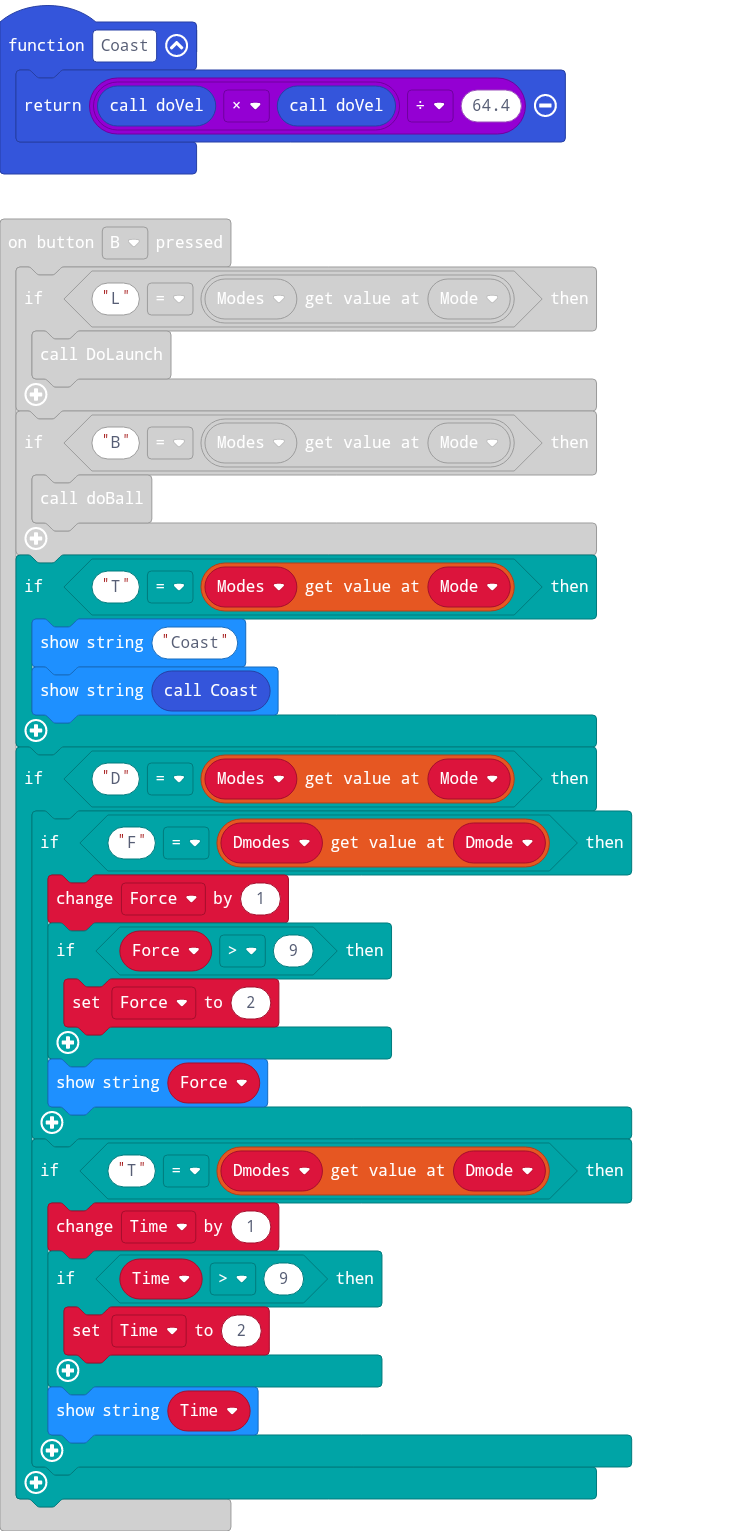 function Coast
return call doVel × call doVel ÷ 64.4
on button B pressed
if "L" = Modes get value at Mode then
call DoLaunch
if "B" = Modes get value at Mode then
call doBall
if "T" = Modes get value at Mode then
show string "Coast"
show string call Coast
if "D" = Modes get value at Mode then
if "F" = Dmodes get value at Dmode then
change Force by 1
if Force > 9 then
set Force to 2
show string Force
if "T" = Dmodes get value at Dmode then
change Time by 1
if Time > 9 then
set Time to 2
show string Time